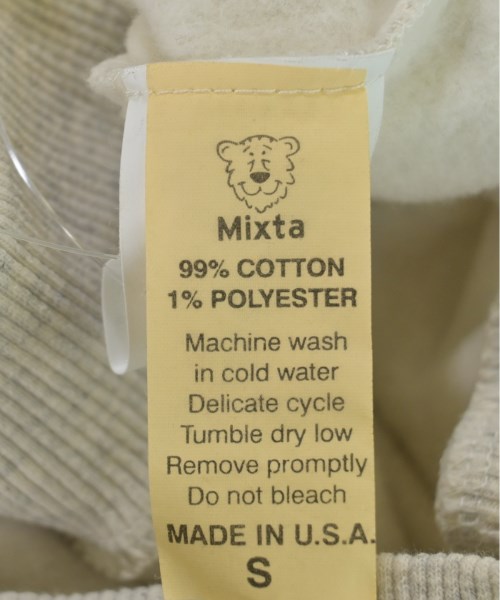 Mixta
99% COTTON
1% POLYESTER
Machine wash
in cold water
Delicate cycle
Tumble dry low
Remove promptly
Do not bleach
MADE IN U.S.A.
S